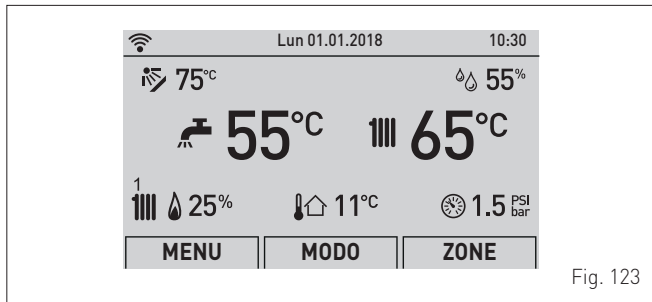 Lun 01.01.2018 10:30
75°C 55%
55°C 65°C
1
25% 11°C 1.5 PSI bar
MENU MODO ZONE
Fig. 123